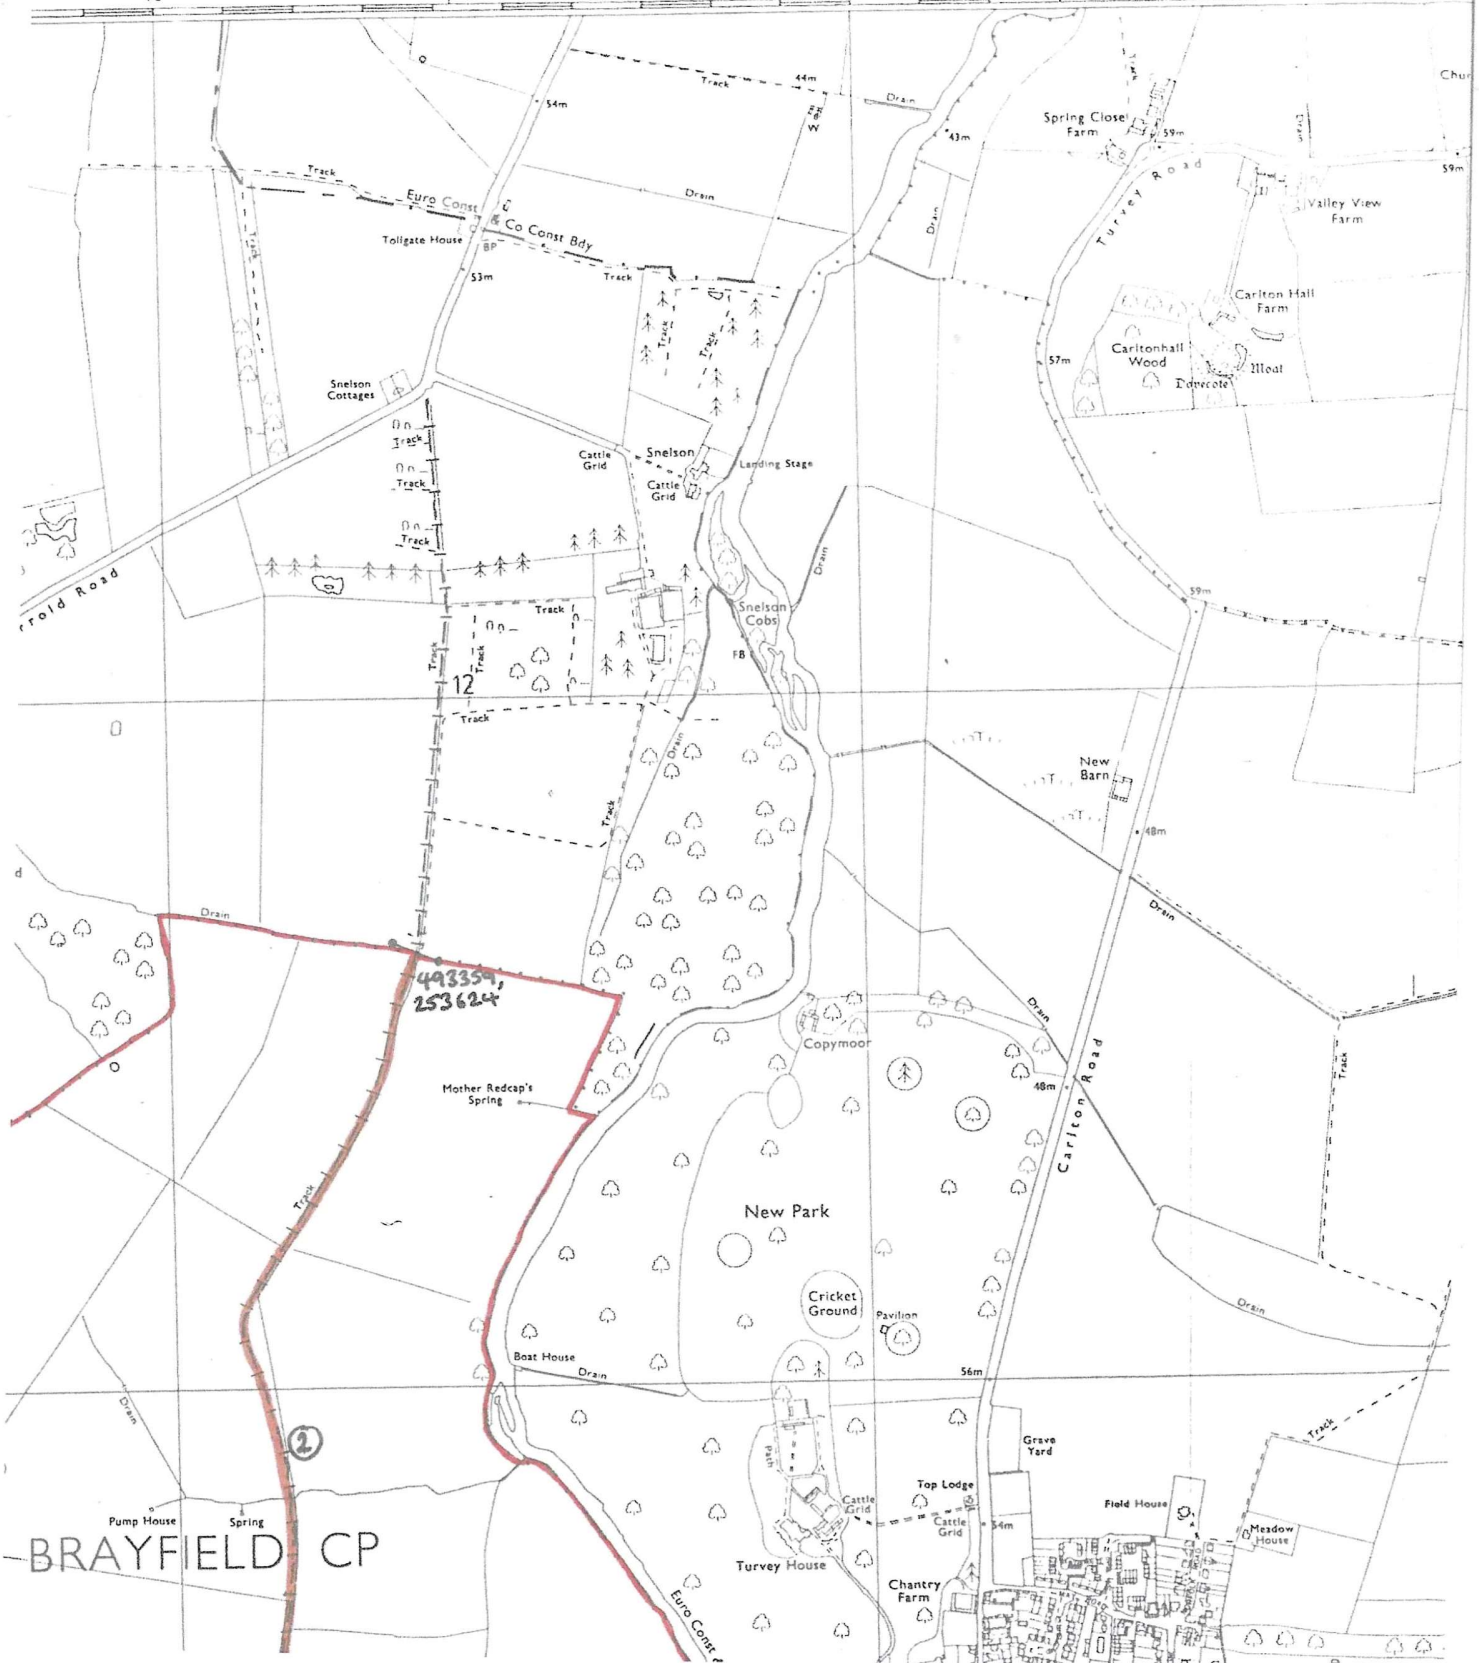 Track
44m
Chur
Drain
54m
W
Spring Close
Farm
Track
59m
43m
Drain
59m
Turvey Road
Track
Drain
Euro Const & Co Const Bdy
Valley View
Farm
Drain
Tollgate House
BP
Track
53m
Track
Carlton Hall
Farm
Track
Track
57m
Carltonhall
Wood
Moat
Dovecote
Snelson
Cottages
Track
Cattle
Grid
Snelson
Landing Stage
Cattle
Grid
Track
Track
Drain
rrold Road
59m
Track
Snelson
Cobs
FB
Track
Track
12
Track
Drain
New
Barn
Track
48m
d
Drain
Drain
493359,
253624
Drain
Copymoor
Mother Redcap's
Spring
48m
Carlton Road
Track
Track
New Park
Cricket
Ground
Pavilion
Drain
Boat House
Drain
56m
Drain
2
Track
Grave
Yard
Path
Top Lodge
Cattle
Grid
Cattle
Grid
54m
Field House
Pump House
Spring
Meadow
House
BRAYFIELD CP
Turvey House
Chantry
Farm
Euro Const